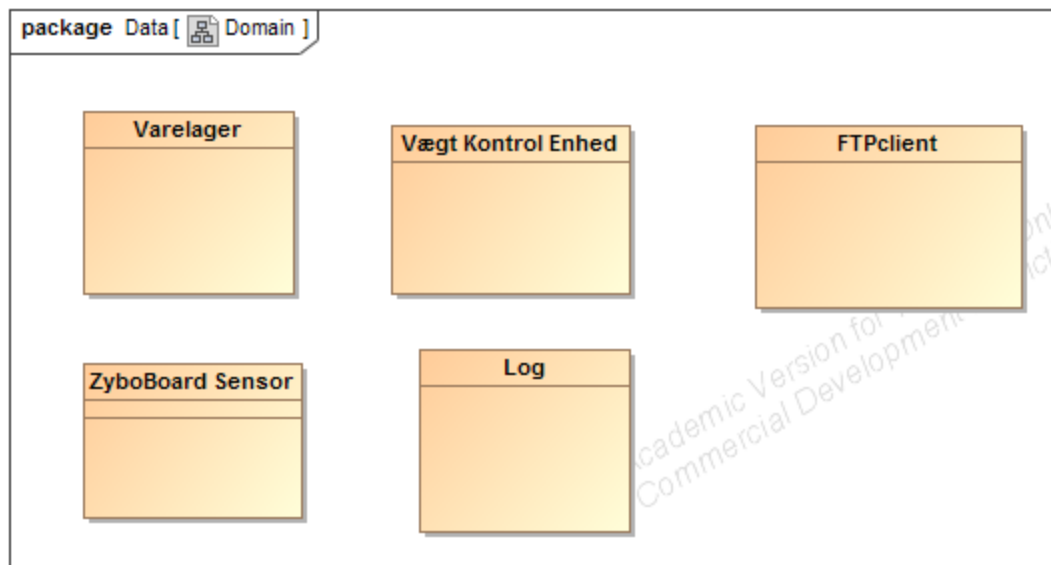 package Data [ Domain ]
Varelager
Vægt Kontrol Enhed
FTPclient
ZyboBoard Sensor
Log
Academic Version for
Commercial Development